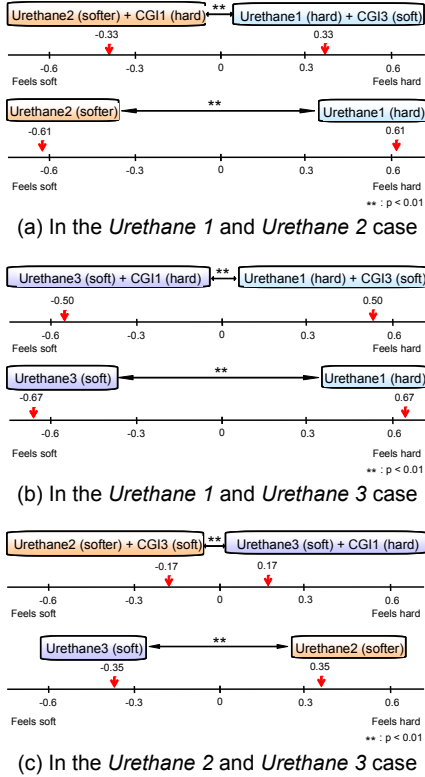 Urethane2 (softer) + CGI1 (hard) ** Urethane1 (hard) + CGI3 (soft)
-0.33 0.33
-0.6 -0.3 0 0.3 0.6
Feels soft Feels hard
Urethane2 (softer) ** Urethane1 (hard)
-0.61 0.61
-0.6 -0.3 0 0.3 0.6
Feels soft Feels hard
** : p < 0.01
(a) In the Urethane 1 and Urethane 2 case
Urethane3 (soft) + CGI1 (hard) ** Urethane1 (hard) + CGI3 (soft)
-0.50 0.50
-0.6 -0.3 0 0.3 0.6
Feels soft Feels hard
Urethane3 (soft) ** Urethane1 (hard)
-0.67 0.67
-0.6 -0.3 0 0.3 0.6
Feels soft Feels hard
** : p < 0.01
(b) In the Urethane 1 and Urethane 3 case
Urethane2 (softer) + CGI3 (soft) ** Urethane3 (soft) + CGI1 (hard)
-0.17 0.17
-0.6 -0.3 0 0.3 0.6
Feels soft Feels hard
Urethane3 (soft) ** Urethane2 (softer)
-0.35 0.35
-0.6 -0.3 0 0.3 0.6
Feels soft Feels hard
** : p < 0.01
(c) In the Urethane 2 and Urethane 3 case